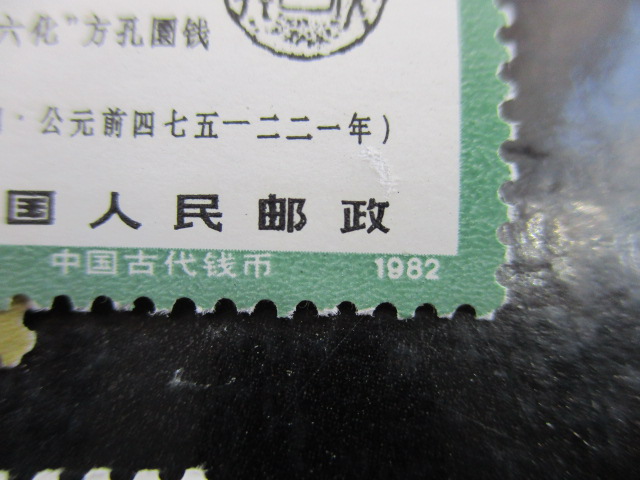 六化”方孔圜钱
·公元前四七五一二二一年)
国人民邮政
中国古代钱币 1982